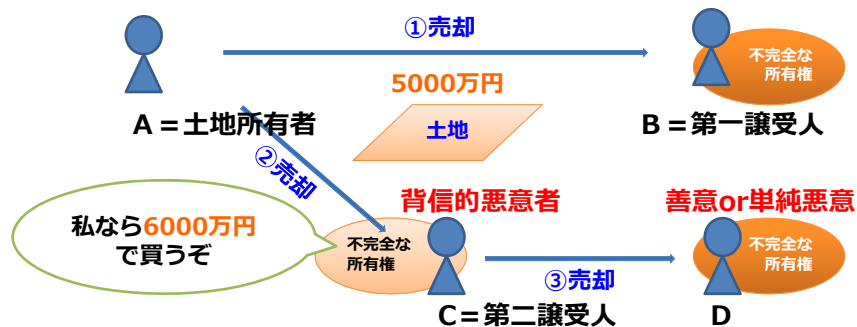 ①売却
不完全な
所有権
5000万円
A＝土地所有者
土地
B＝第一譲受人
②売却
背信的悪意者
善意or単純悪意
私なら6000万円
で買うぞ
不完全な
所有権
不完全な
所有権
③売却
C＝第二譲受人
D